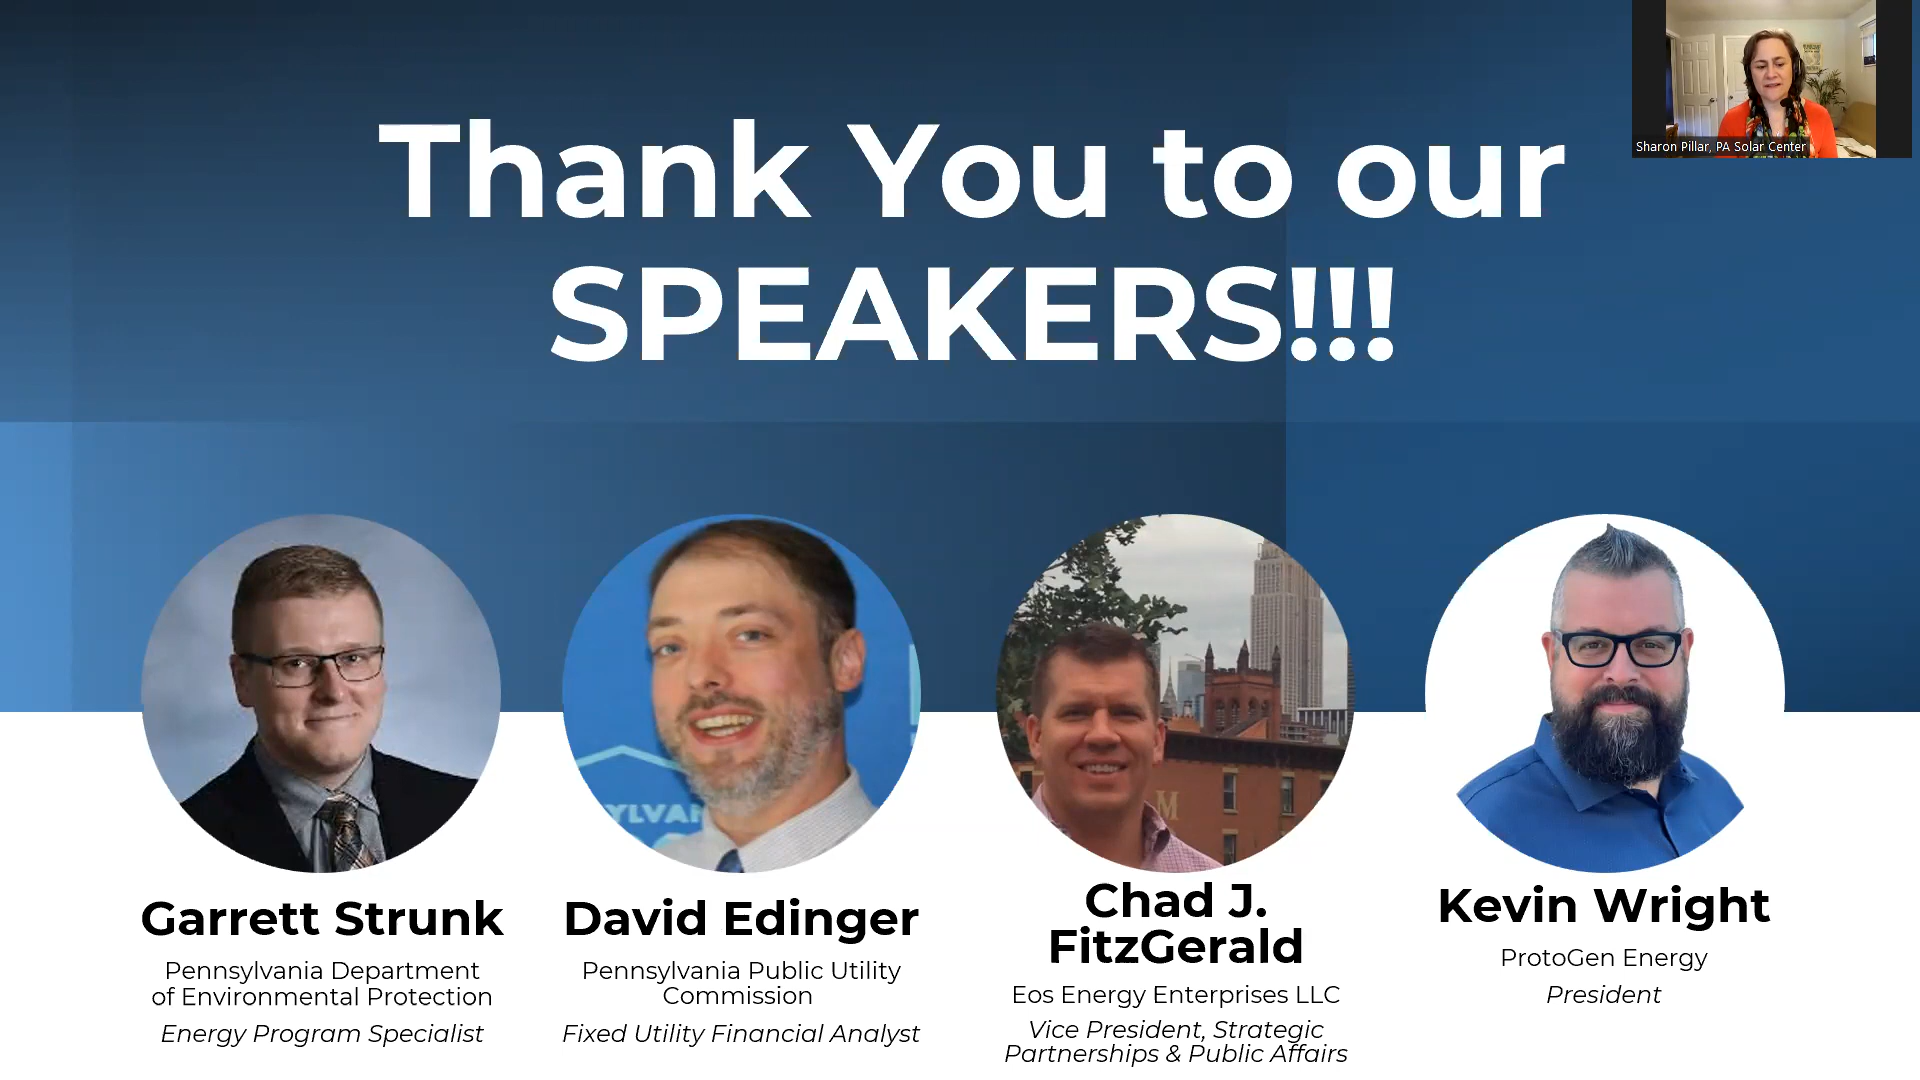 Sharon Pillar, PA Solar Center
Thank You to our
SPEAKERS!!!
YLVAN
M
Garrett Strunk
Pennsylvania Department
of Environmental Protection
Energy Program Specialist
David Edinger
Pennsylvania Public Utility
Commission
Fixed Utility Financial Analyst
Chad J.
FitzGerald
Eos Energy Enterprises LLC
Vice President, Strategic
Partnerships & Public Affairs
Kevin Wright
ProtoGen Energy
President